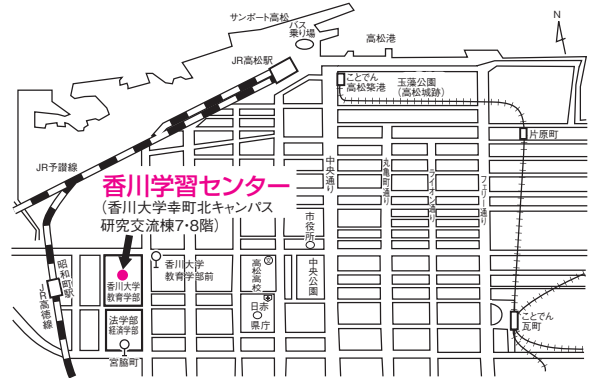 サンポート高松
バス
乗り場
高松港
N
JR高松駅
ことでん
高松築港
玉藻公園
(高松城跡)
片原町
JR予讃線
中央通り
丸亀町通り
ライオン通り
フェリー通り
香川学習センター
(香川大学幸町北キャンパス
研究交流棟7・8階)
市役所
昭和町駅
JR高徳線
香川大学
教育学部前
香川大学
教育学部
高松高校
中央公園
日赤
県庁
法学部
経済学部
宮脇町
ことでん
瓦町